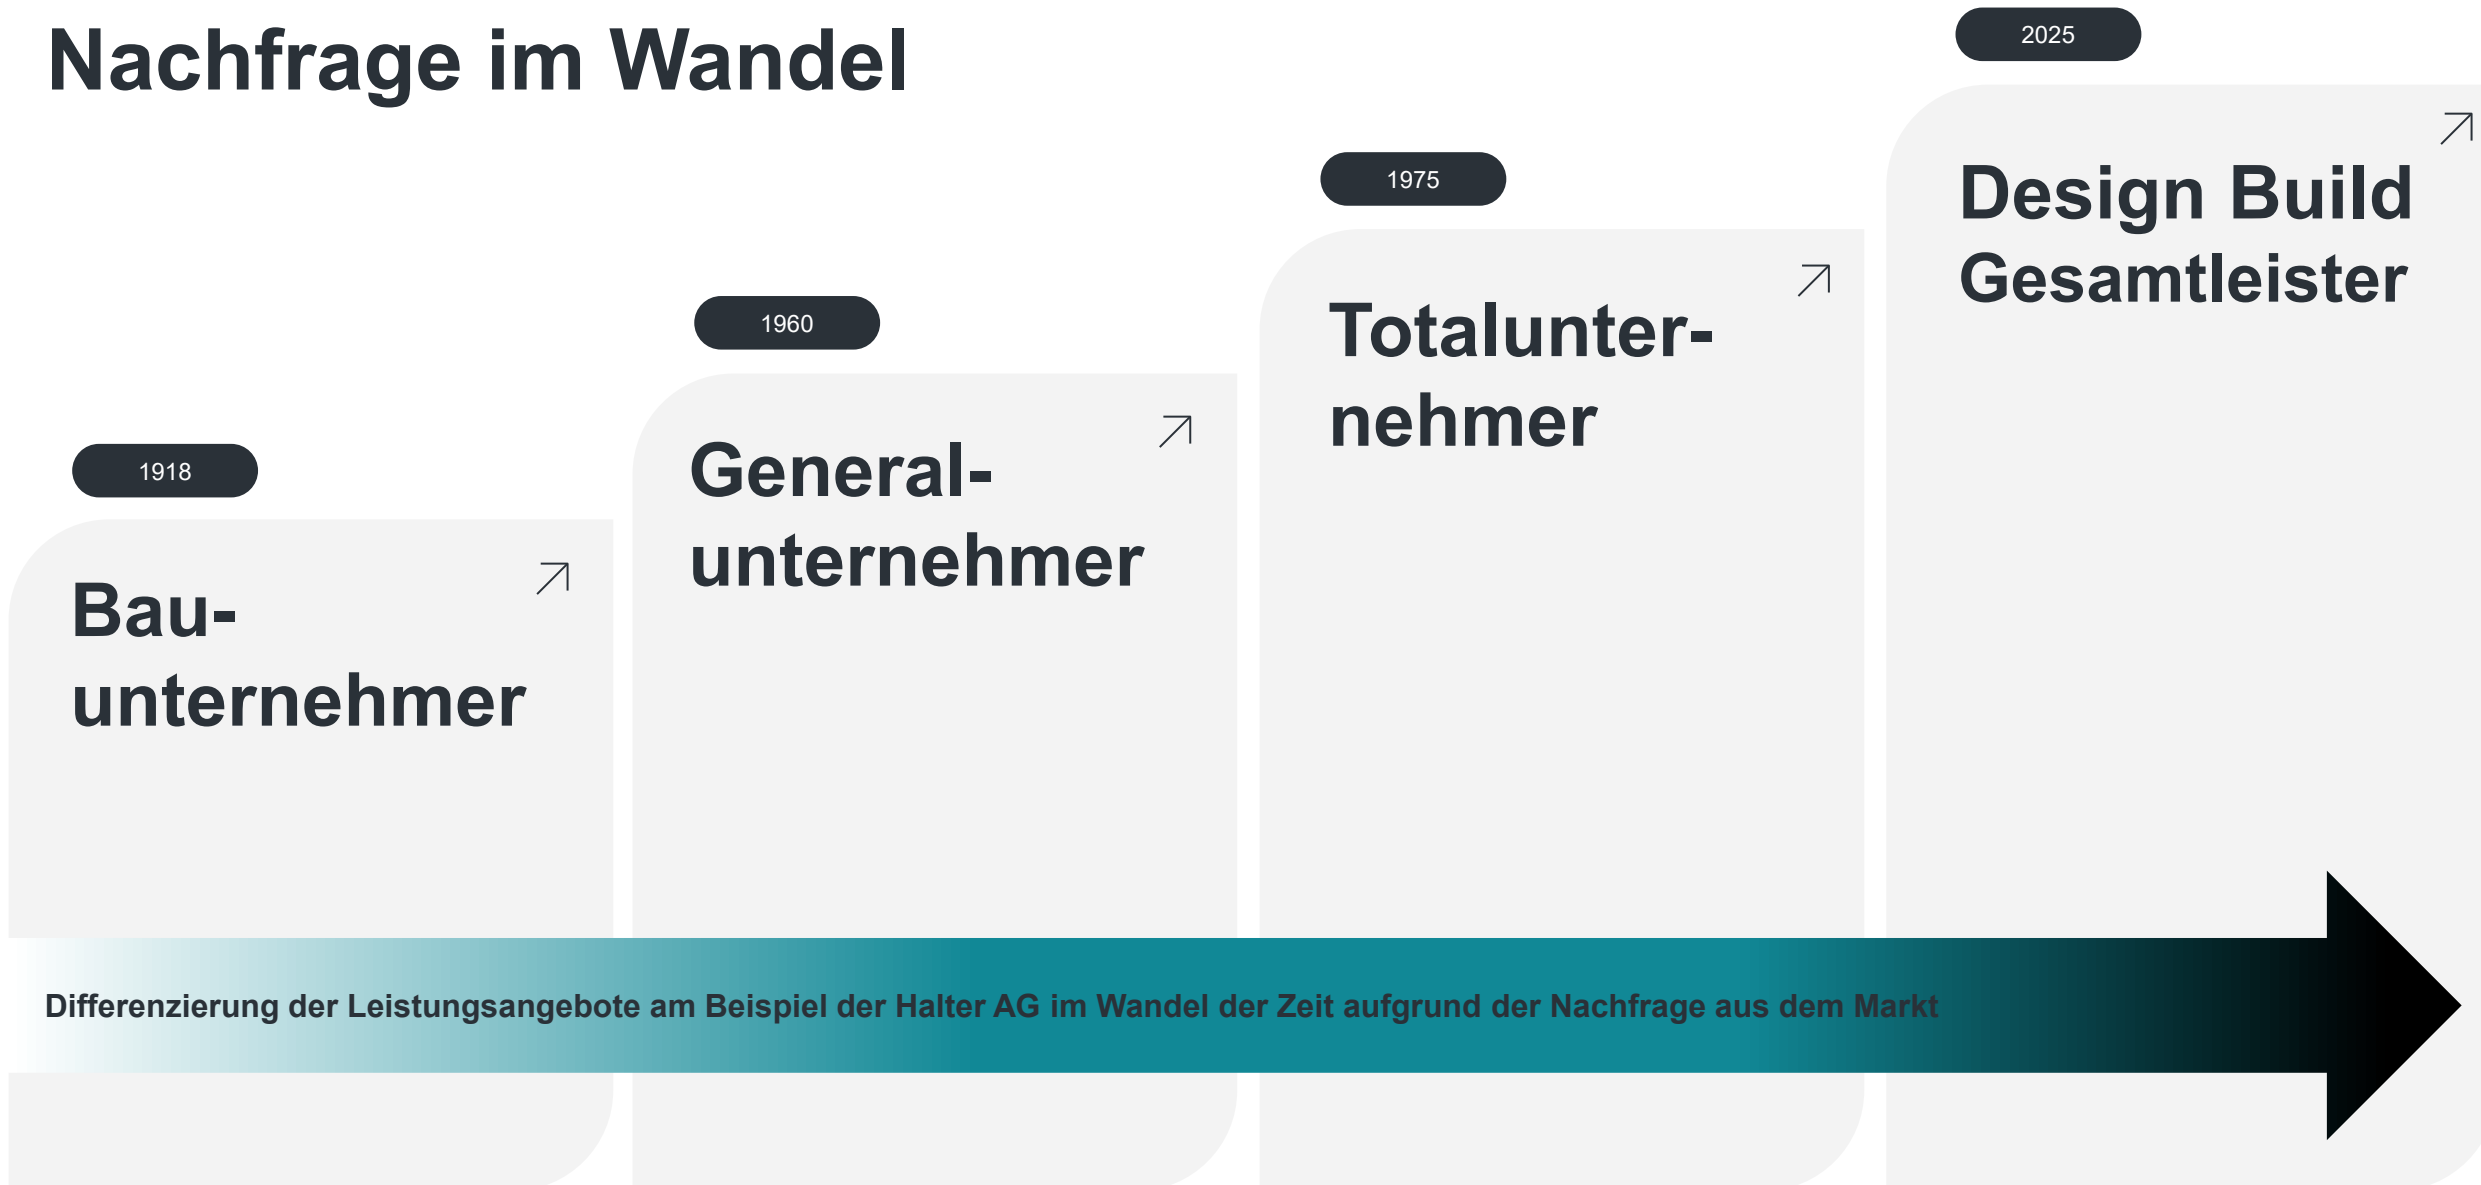 Nachfrage im Wandel
1918
Bau-
unternehmer
1960
General-
unternehmer
1975
Totalunter-
nehmer
2025
Design Build
Gesamtleister
Differenzierung der Leistungsangebote am Beispiel der Halter AG im Wandel der Zeit aufgrund der Nachfrage aus dem Markt